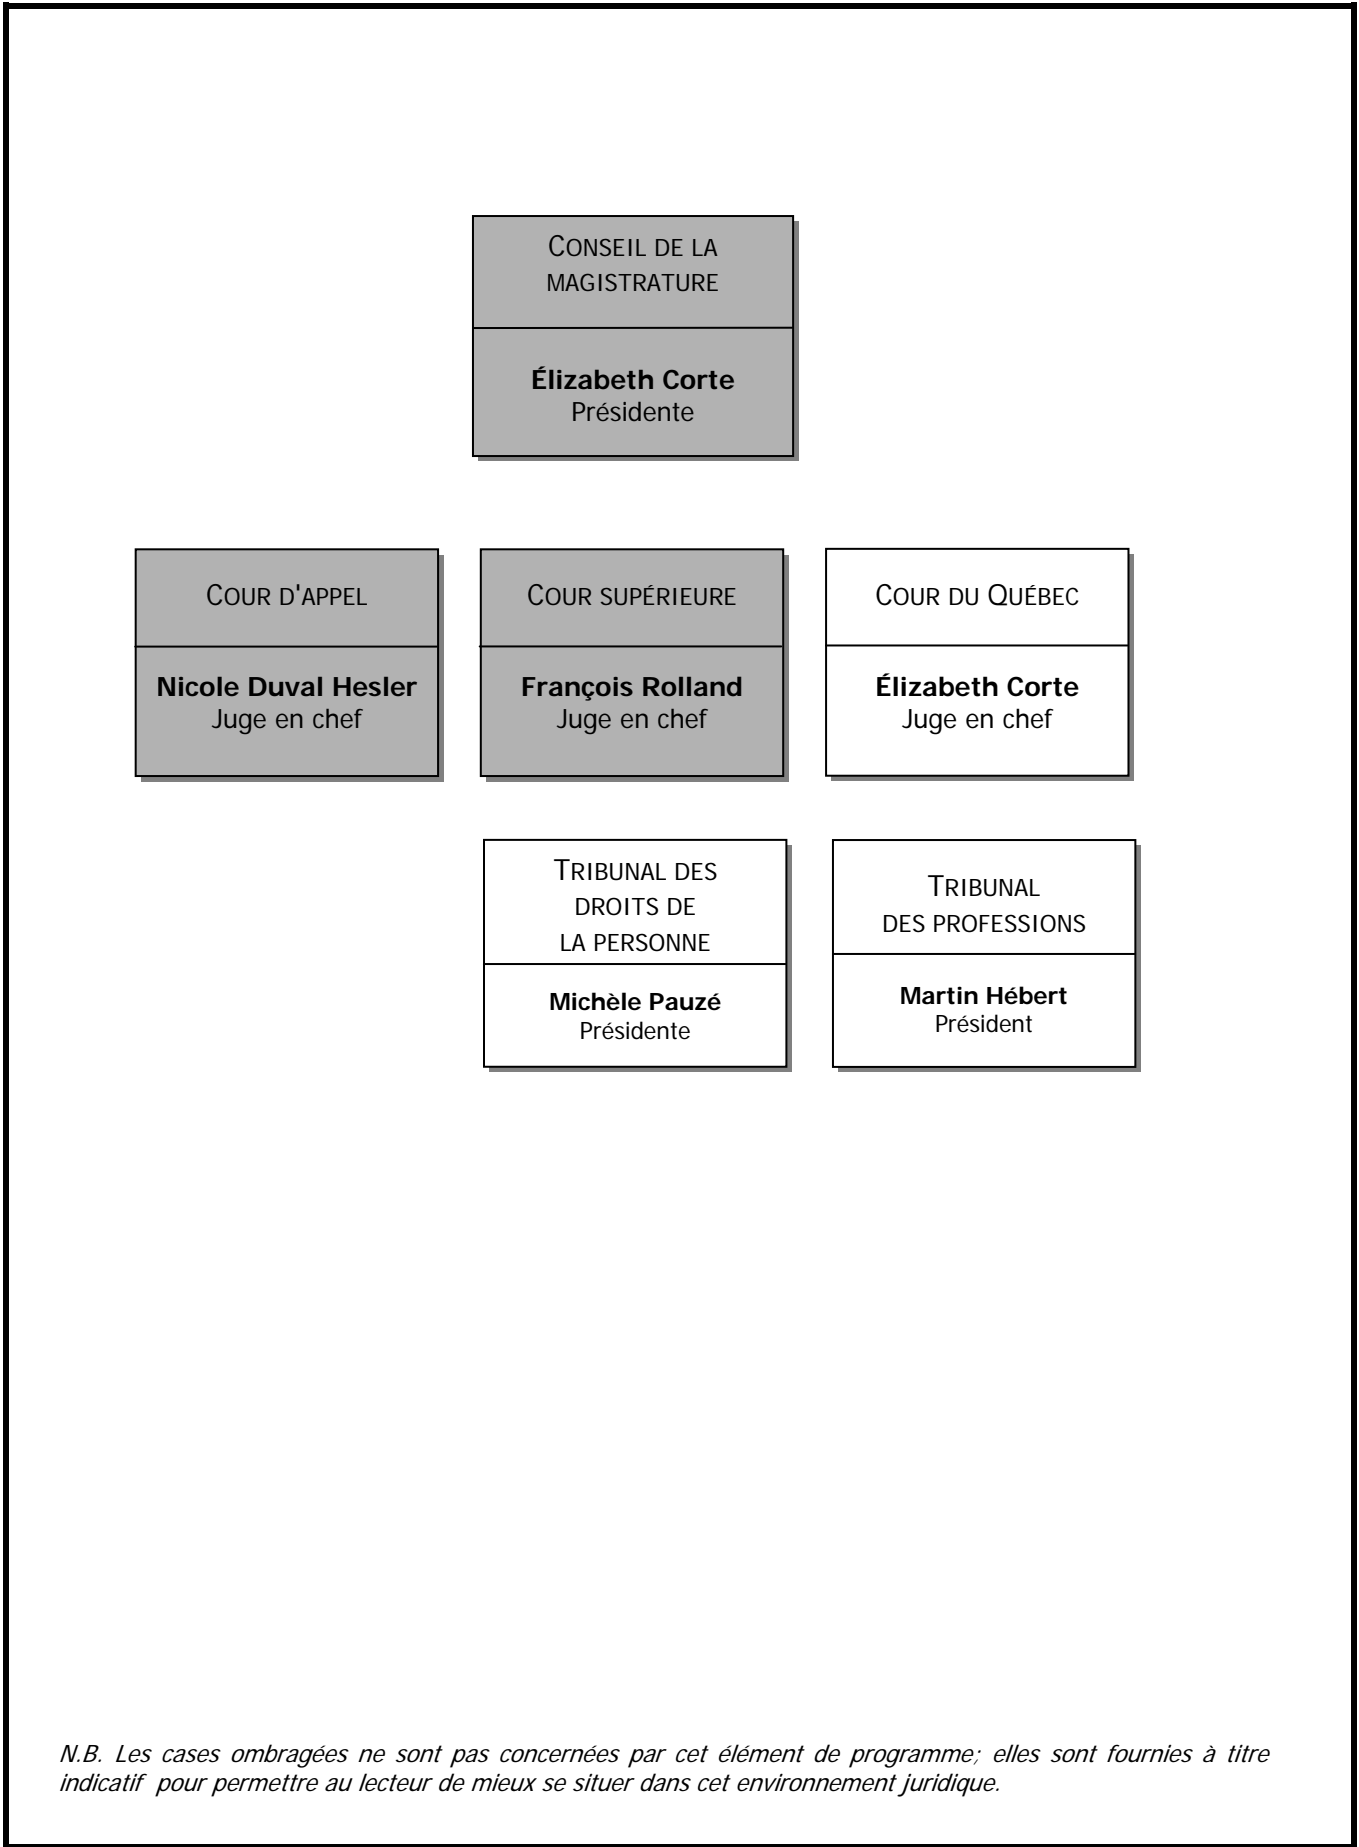 CONSEIL DE LA
MAGISTRATURE
Élizabeth Corte
Présidente
COUR D'APPEL
Nicole Duval Hesler
Juge en chef
COUR SUPÉRIEURE
François Rolland
Juge en chef
COUR DU QUÉBEC
Élizabeth Corte
Juge en chef
TRIBUNAL DES
DROITS DE
LA PERSONNE
Michèle Pauzé
Présidente
TRIBUNAL
DES PROFESSIONS
Martin Hébert
Président
N.B. Les cases ombragées ne sont pas concernées par cet élément de programme; elles sont fournies à titre
indicatif pour permettre au lecteur de mieux se situer dans cet environnement juridique.